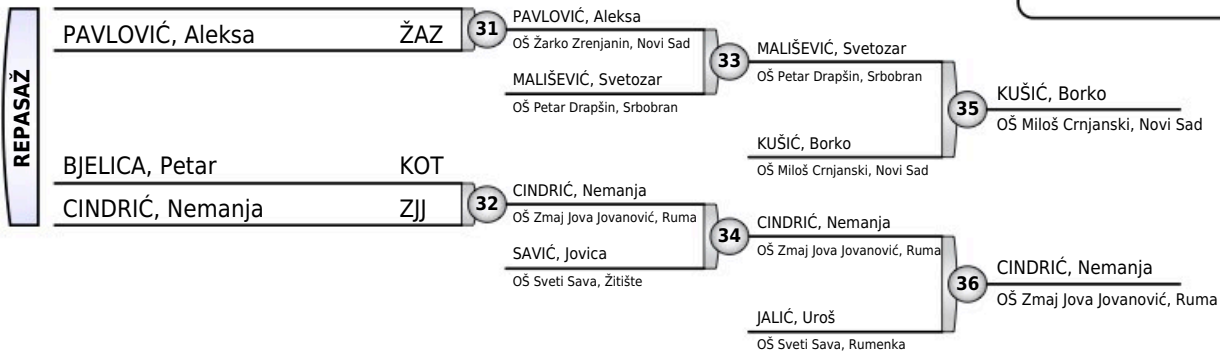 REPASAŽ
PAVLOVIĆ, Aleksa ŽAZ
BJELICA, Petar KOT
CINDRIĆ, Nemanja ZJJ
31
PAVLOVIĆ, Aleksa
OŠ Žarko Zrenjanin, Novi Sad
MALIŠEVIĆ, Svetozar
OŠ Petar Drapšin, Srbobran
32
CINDRIĆ, Nemanja
OŠ Zmaj Jova Jovanović, Ruma
SAVIĆ, Jovica
OŠ Sveti Sava, Žitište
33
MALIŠEVIĆ, Svetozar
OŠ Petar Drapšin, Srbobran
KUŠIĆ, Borko
OŠ Miloš Crnjanski, Novi Sad
34
CINDRIĆ, Nemanja
OŠ Zmaj Jova Jovanović, Ruma
JALIĆ, Uroš
OŠ Sveti Sava, Rumenka
35
KUŠIĆ, Borko
OŠ Miloš Crnjanski, Novi Sad
36
CINDRIĆ, Nemanja
OŠ Zmaj Jova Jovanović, Ruma